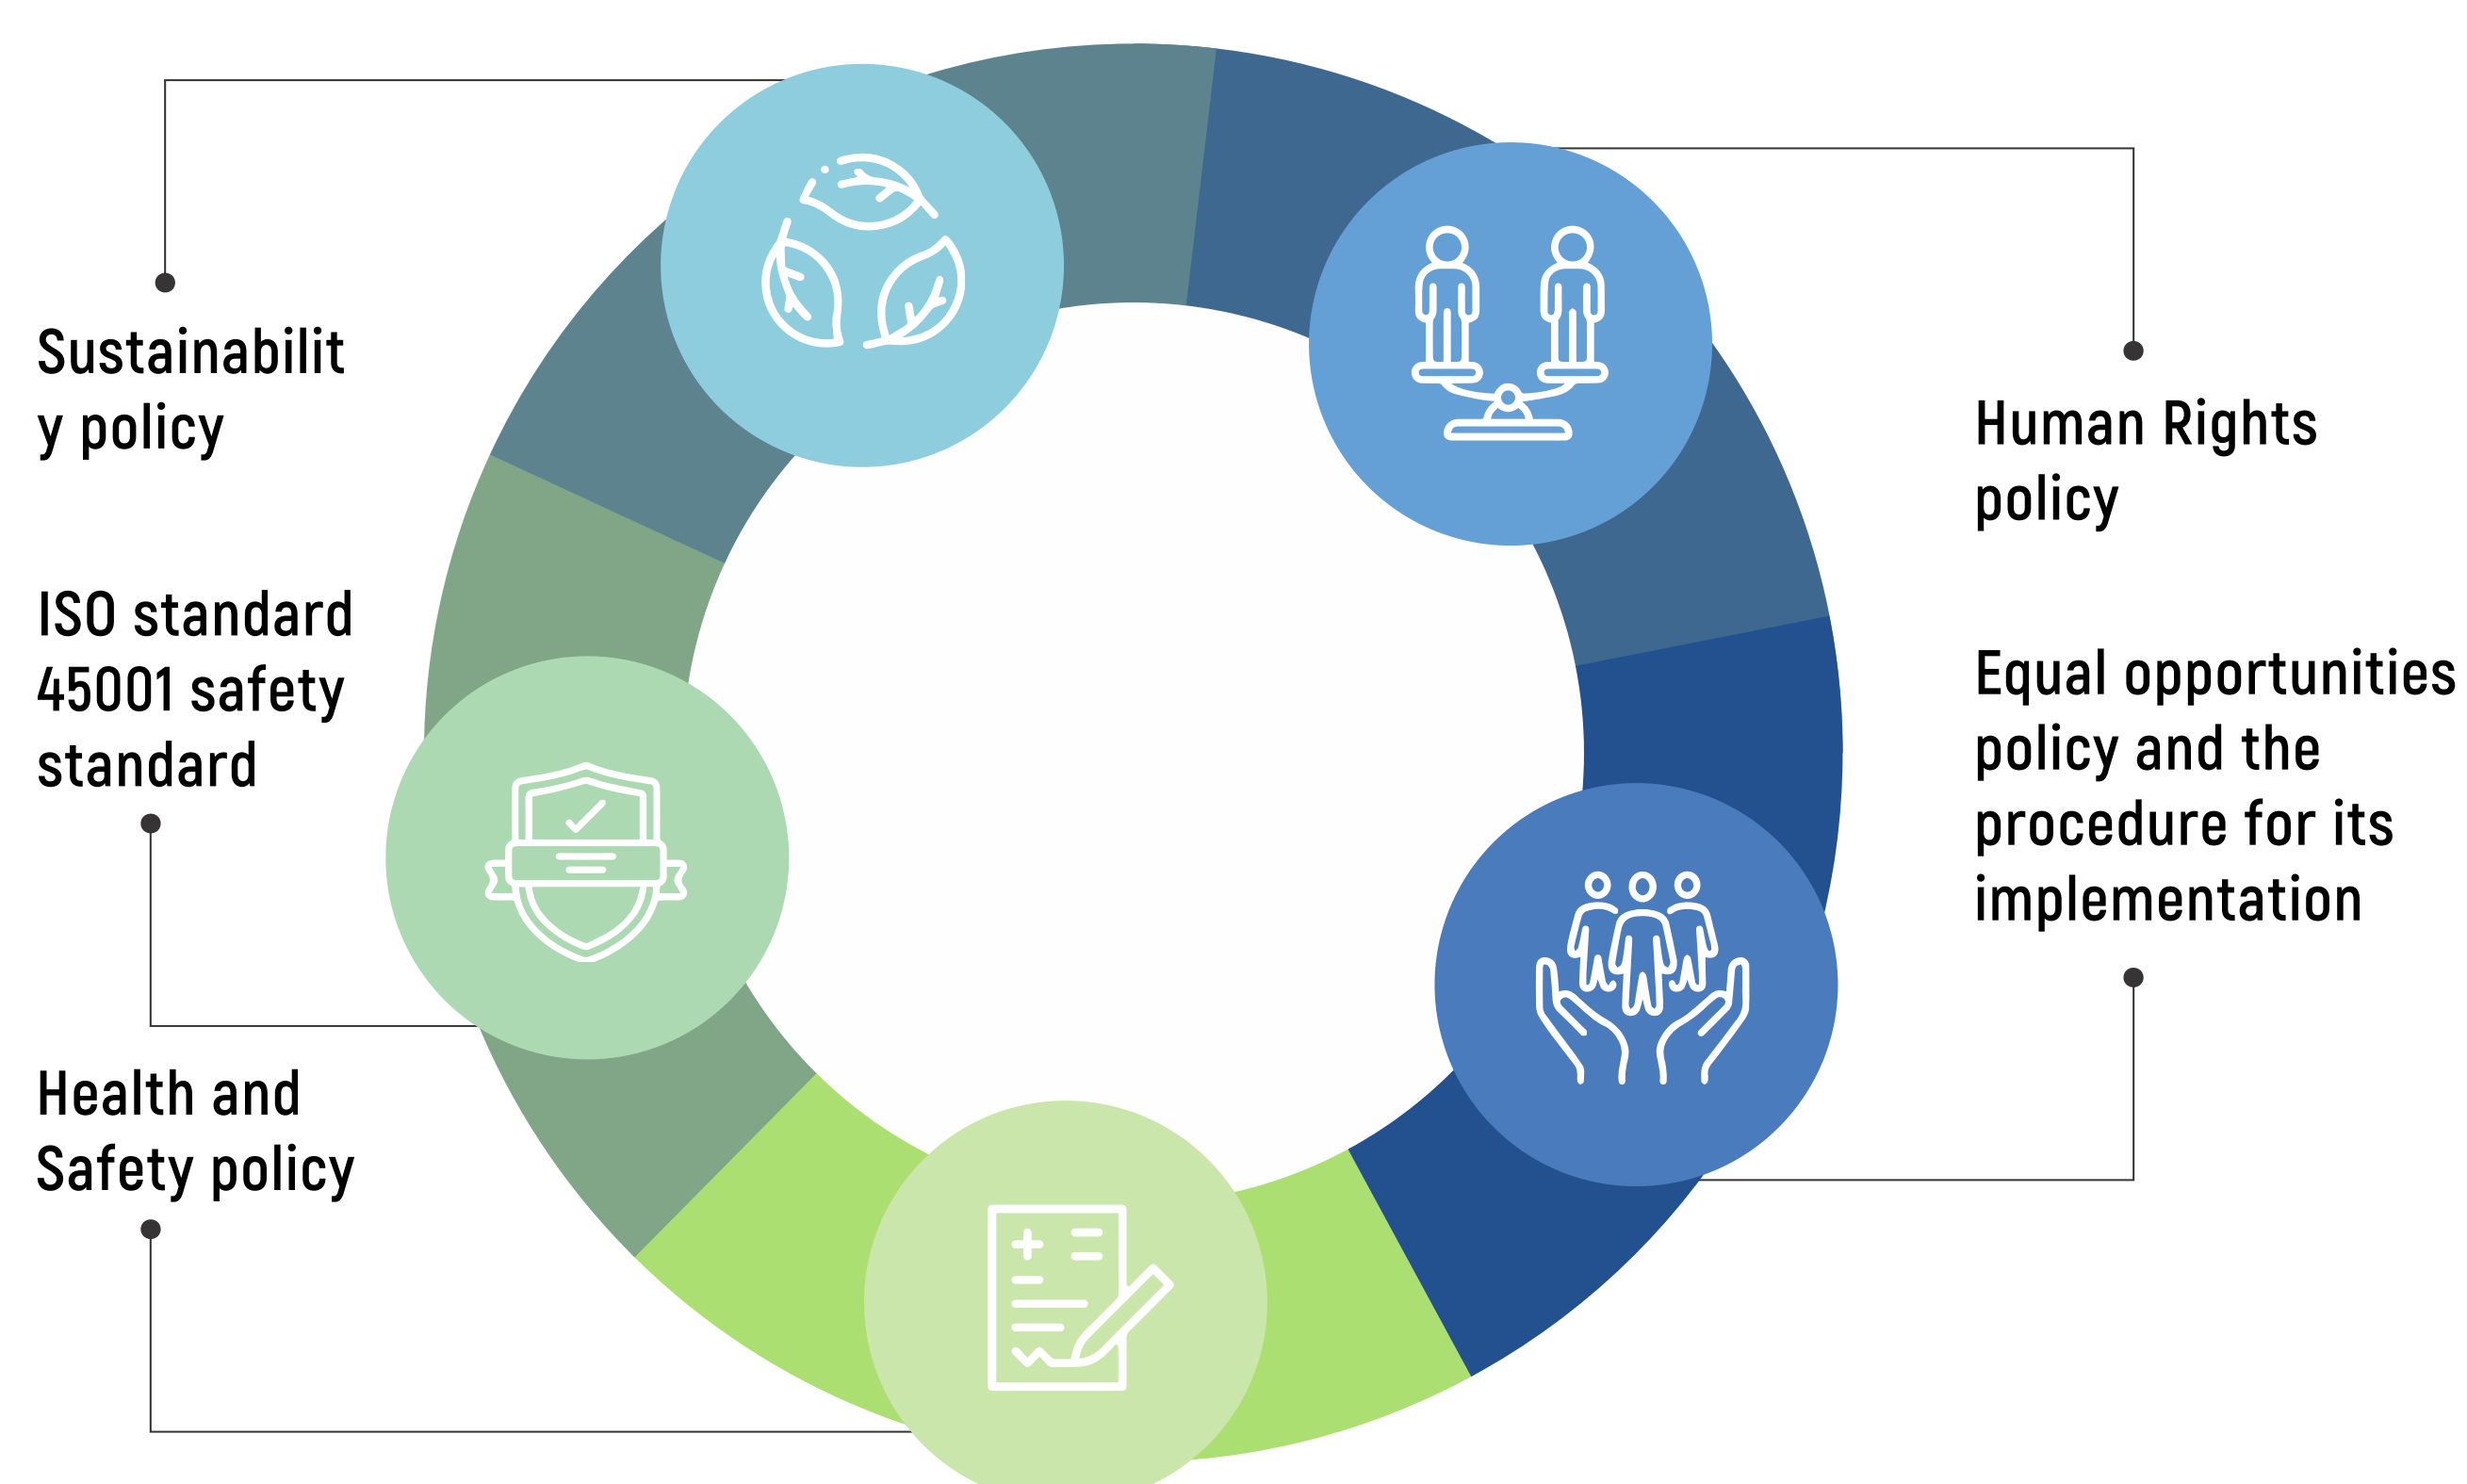 Sustainabilit
y policy
ISO standard
45001 safety
standard
Health and
Safety policy
Human Rights
policy
Equal opportunities
policy and the
procedure for its
implementation